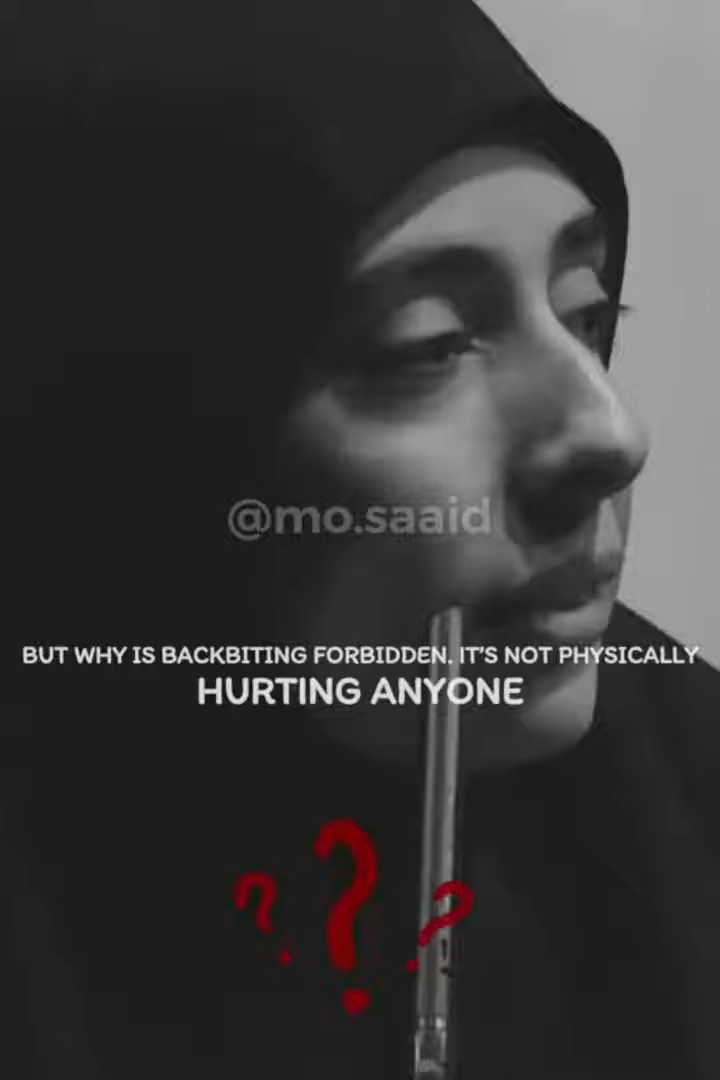 @mo.saaid
BUT WHY IS BACKBITING FORBIDDEN. IT'S NOT PHYSICALLY
HURTING ANYONE
???